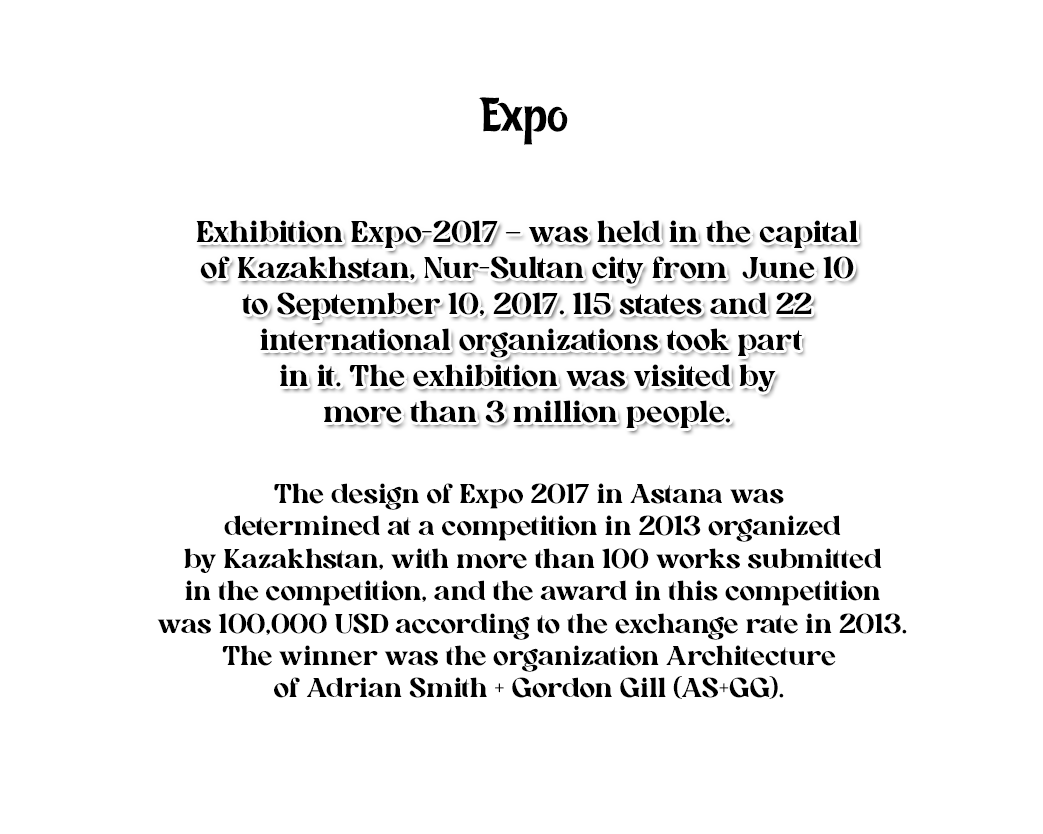 Expo
Exhibition Expo-2017 – was held in the capital
of Kazakhstan, Nur-Sultan city from  June 10
to September 10, 2017. 115 states and 22
international organizations took part
in it. The exhibition was visited by
more than 3 million people.
The design of Expo 2017 in Astana was
determined at a competition in 2013 organized
by Kazakhstan, with more than 100 works submitted
in the competition, and the award in this competition
was 100,000 USD according to the exchange rate in 2013.
The winner was the organization Architecture
of Adrian Smith + Gordon Gill (AS+GG).